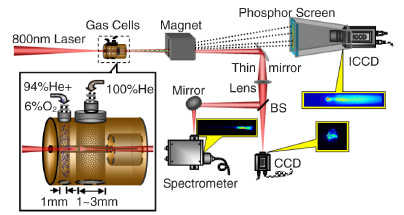 Phosphor Screen
Gas Cells
Magnet
800nm Laser
ICCD
ICCD
Thin mirror
Lens
94%He+
6%O₂
100%He
Mirror
BS
CCD
Spectrometer
1mm
1~3mm